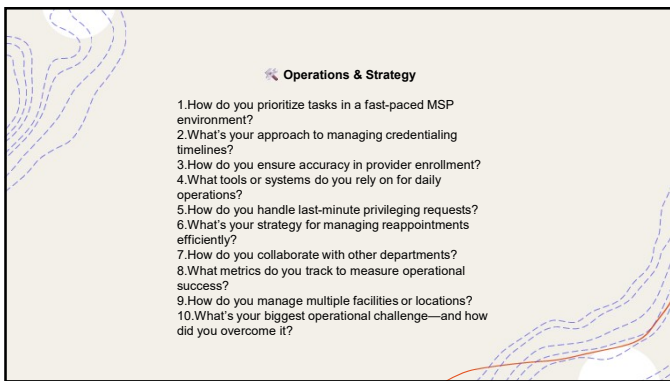 🛠️ Operations & Strategy
1.How do you prioritize tasks in a fast-paced MSP
environment?
2.What's your approach to managing credentialing
timelines?
3.How do you ensure accuracy in provider enrollment?
4.What tools or systems do you rely on for daily
operations?
5.How do you handle last-minute privileging requests?
6.What's your strategy for managing reappointments
efficiently?
7.How do you collaborate with other departments?
8.What metrics do you track to measure operational
success?
9.How do you manage multiple facilities or locations?
10.What's your biggest operational challenge—and how
did you overcome it?